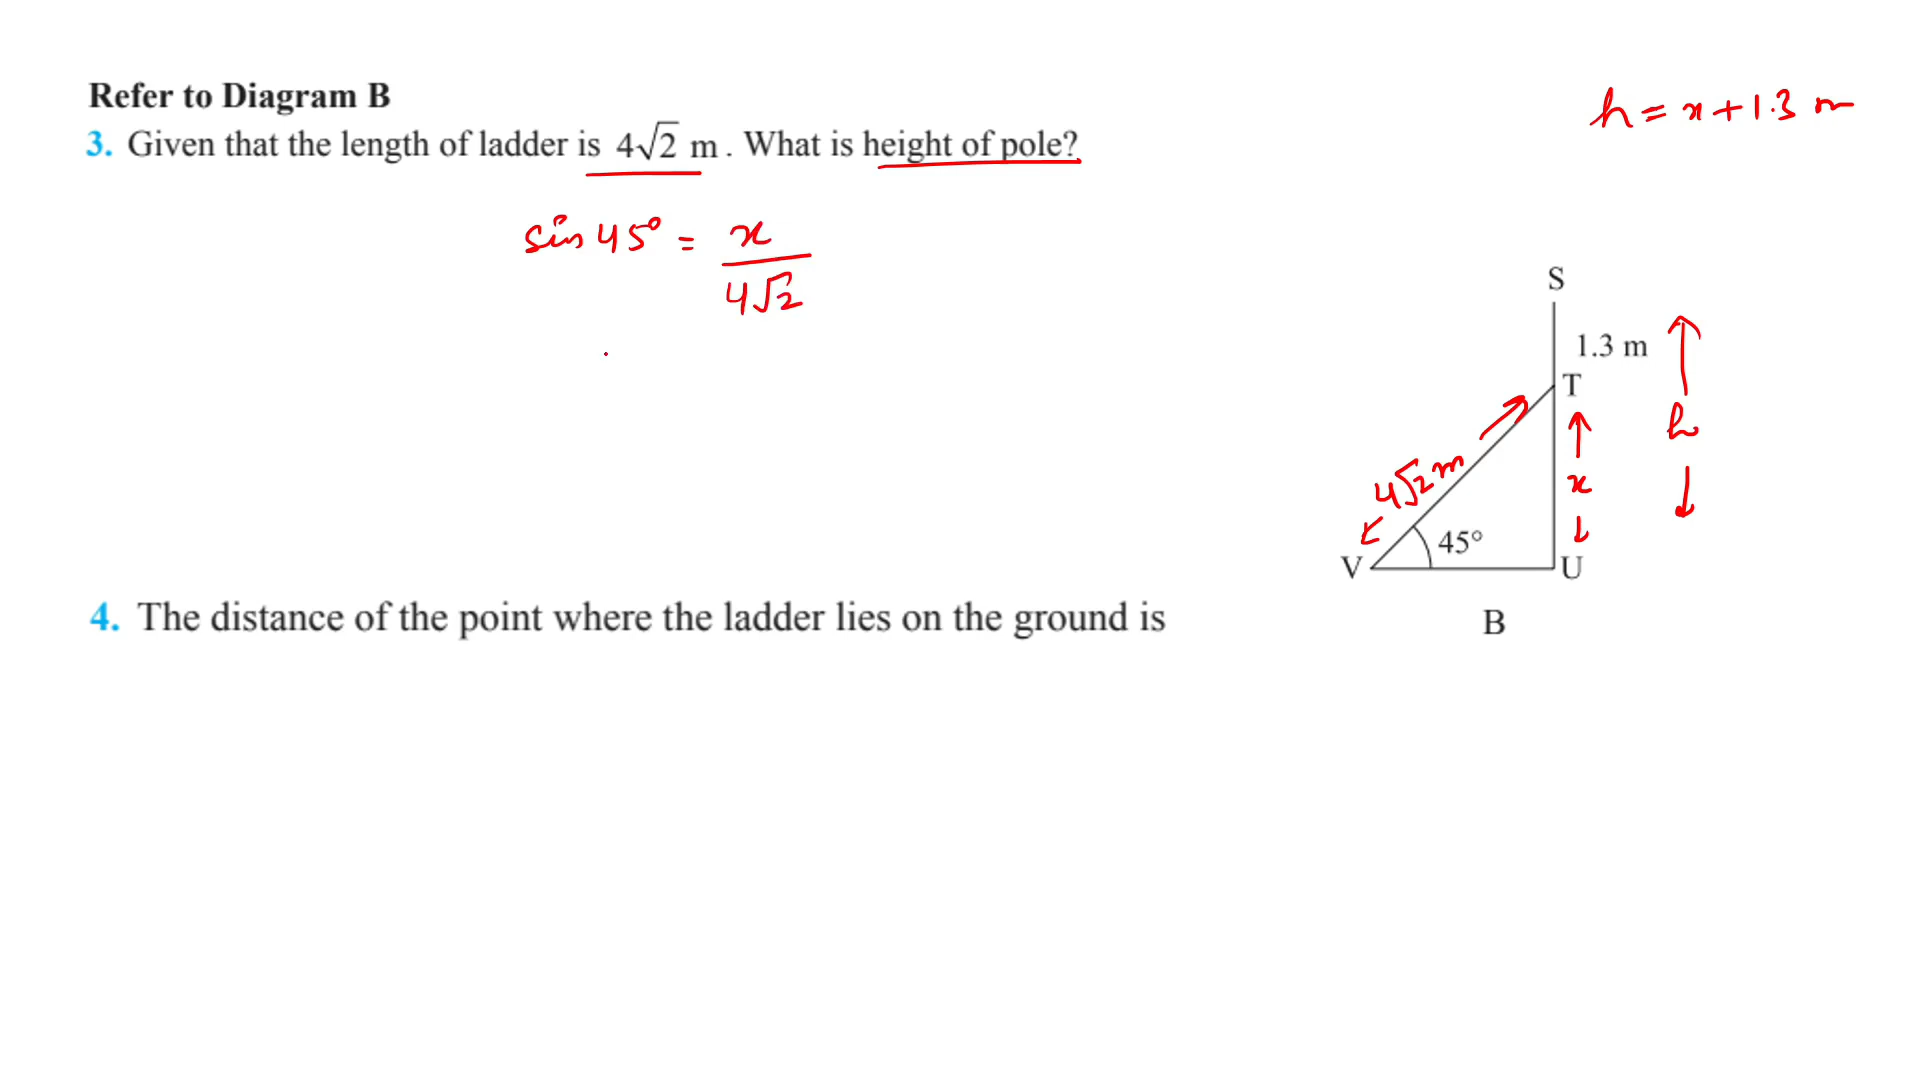 Refer to Diagram B
h = x + 1.3 m
3. Given that the length of ladder is 4√2 m. What is height of pole?
sin 45° = x
4√2
S
1.3 m
T
h
4√2 m
x
45°
V
U
B
4. The distance of the point where the ladder lies on the ground is